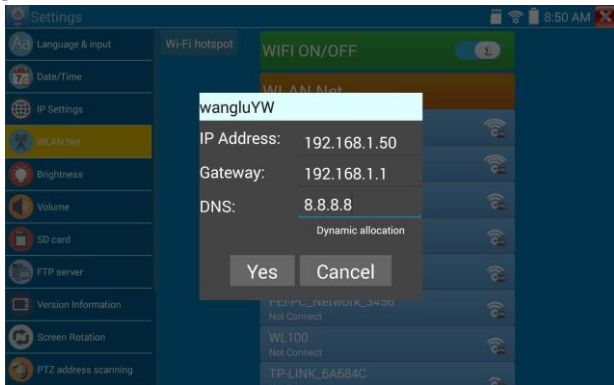 Settings
8:50 AM
Aa
Language & input
Wi-Fi hotspot
WIFI ON/OFF
Date/Time
WLAN Net
IP Settings
WLAN Net
Brightness
Volume
SD card
FTP server
Version Information
Screen Rotation
PTZ address scanning
wangluYW
IP Address: 192.168.1.50
Gateway: 192.168.1.1
DNS: 8.8.8.8
Dynamic allocation
Yes Cancel
FEI-PC_Network_3456
Not Connect
WL100
Not Connect
TP-LINK_6A684C